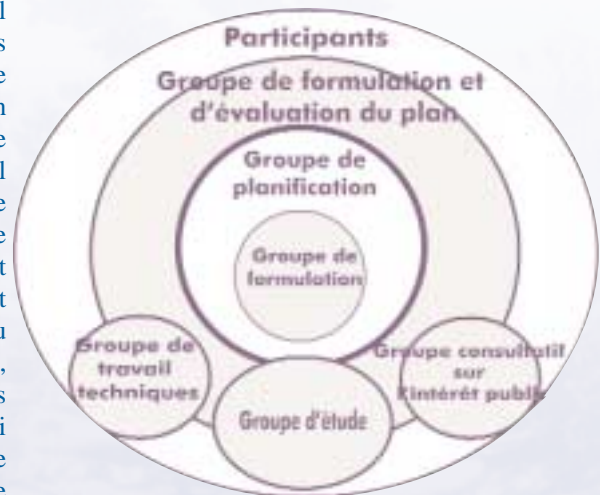 l
s
e
n
e
l
e
e
t
t
u
,
s
i
e
e
Participants
Groupe de formulation et
d'évaluation du plan
Groupe de
planification
Groupe de
formulation
Groupe de
travail
techniques
Groupe d'étude
Groupe consultatif
sur
l'intérêt public